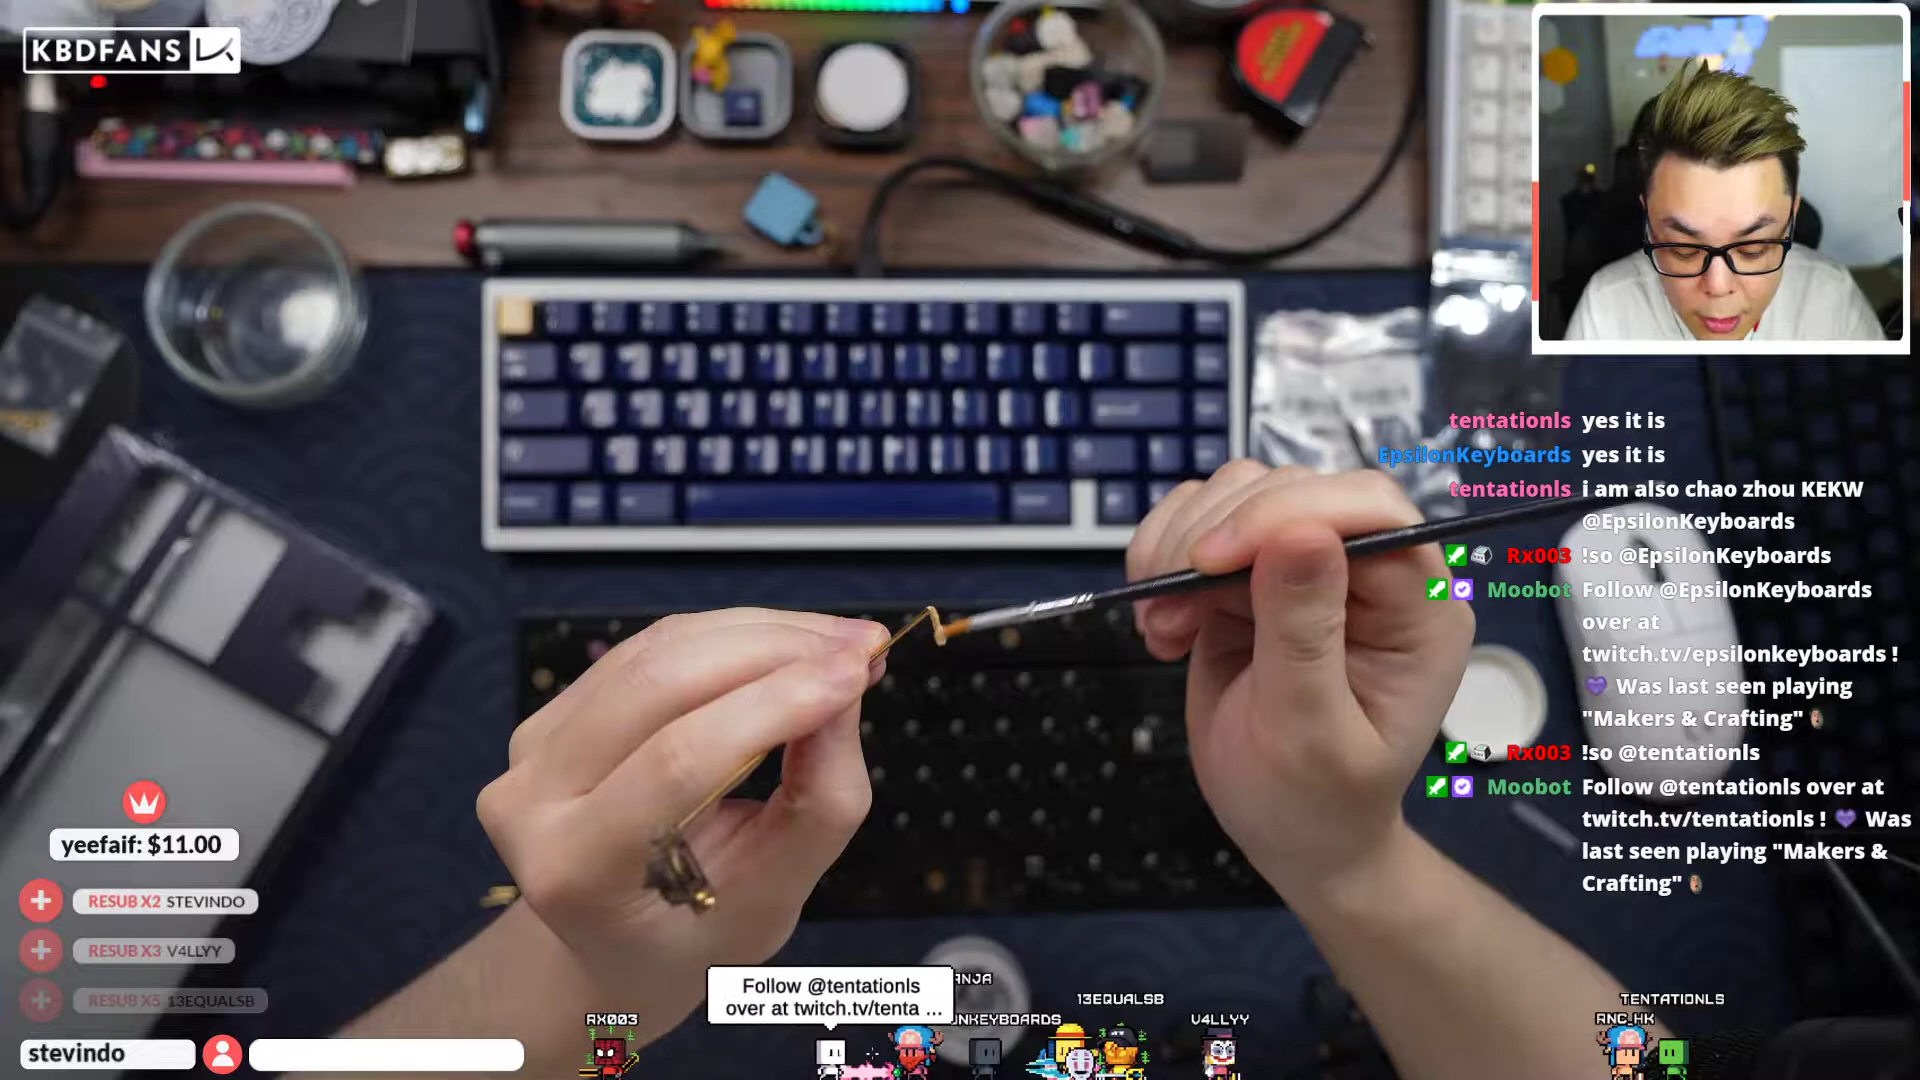 KBDFANS
tentationls yes it is
EpsilonKeyboards yes it is
tentationls i am also chao zhou KEKW
@EpsilonKeyboards
Rx003 !so @EpsilonKeyboards
Moobot Follow @EpsilonKeyboards
over at
twitch.tv/epsilonkeyboards !
Was last seen playing
"Makers & Crafting"
Rx003 !so @tentationls
Moobot Follow @tentationls over at
twitch.tv/tentationls ! Was
last seen playing "Makers &
Crafting"
yeefaif: $11.00
RESUB X2 STEVINDO
RESUB X3 V4LLYY
RESUB X5 13EQUALSB
stevindo
Follow @tentationls
over at twitch.tv/tenta ...
ANJA
RX003
NKEYBOARDS
13EQUALSB
V4LLYY
TENTATIONLS
RNC_HK